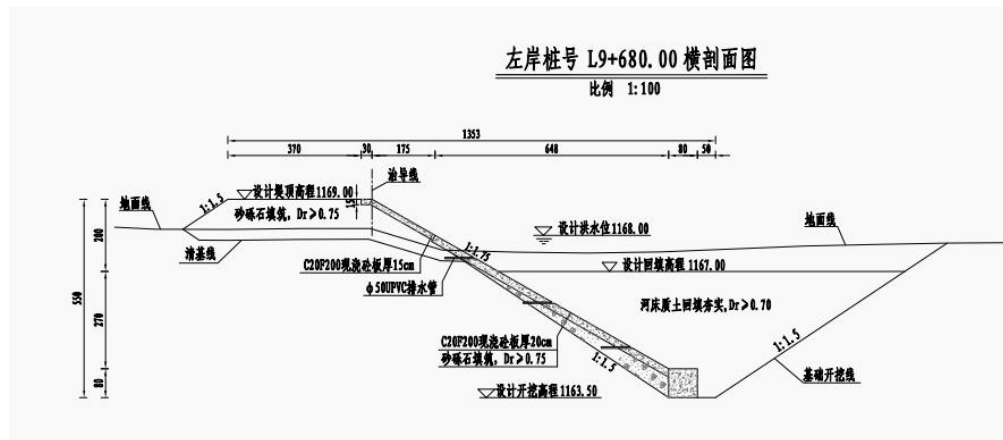 左岸桩号 L9+680.00 横剖面图
比例 1:100
1353
370
30
175
648
80
50
治导线
设计堤顶高程1169.00
15
1:1.5
地面线
砂砾石填筑，Dr≥0.75
清基线
200
270
80
550
C20F200现浇砼板厚15cm
φ50UPVC排水管
1:1.75
设计洪水位1168.00
地面线
设计回填高程1167.00
河床质土回填夯实,Dr≥0.70
C20F200现浇砼板厚20cm
砂砾石填筑，Dr≥0.75
1:1.5
1:1.5
基础开挖线
设计开挖高程1163.50